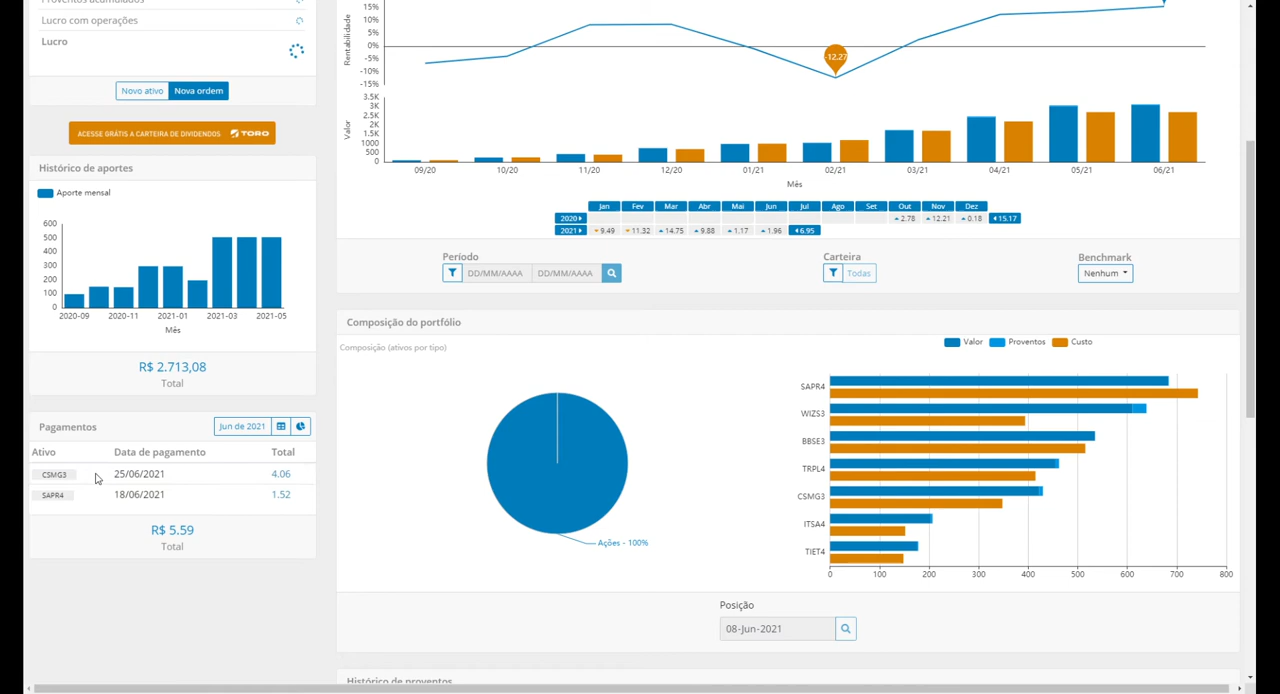 Proventos acumulados
Lucro com operações
Lucro
Novo ativo Nova ordem
ACESSE GRÁTIS A CARTEIRA DE DIVIDENDOS TORO
Histórico de aportes
Aporte mensal
600
500
400
300
200
100
0
2020-09 2020-11 2021-01 2021-03 2021-05
Mês
R$ 2.713,08
Total
Pagamentos Jun de 2021
Ativo Data de pagamento Total
CSMG3 25/06/2021 4.06
SAPR4 18/06/2021 1.52
R$ 5.59
Total
Rentabilidade
15%
10%
5%
0%
-5%
-10%
-15%
-12.27
Valor
3.5K
3K
2.5K
2K
1.5K
1000
500
0
09/20 10/20 11/20 12/20 01/21 02/21 03/21 04/21 05/21 06/21
Mês
Jan Fev Mar Abr Mai Jun Jul Ago Set Out Nov Dez
2020 2.78 12.21 0.18 15.17
2021 9.49 11.32 14.75 9.88 1.17 1.96 6.95
Período Carteira Benchmark
DD/MM/AAAA DD/MM/AAAA Todas Nenhum
Composição do portfólio
Composição (ativos por tipo)
Valor Proventos Custo
Ações - 100%
SAPR4
WIZS3
BBSE3
TRPL4
CSMG3
ITSA4
TIET4
0 100 200 300 400 500 600 700 800
Posição
08-Jun-2021
Histórico de proventos